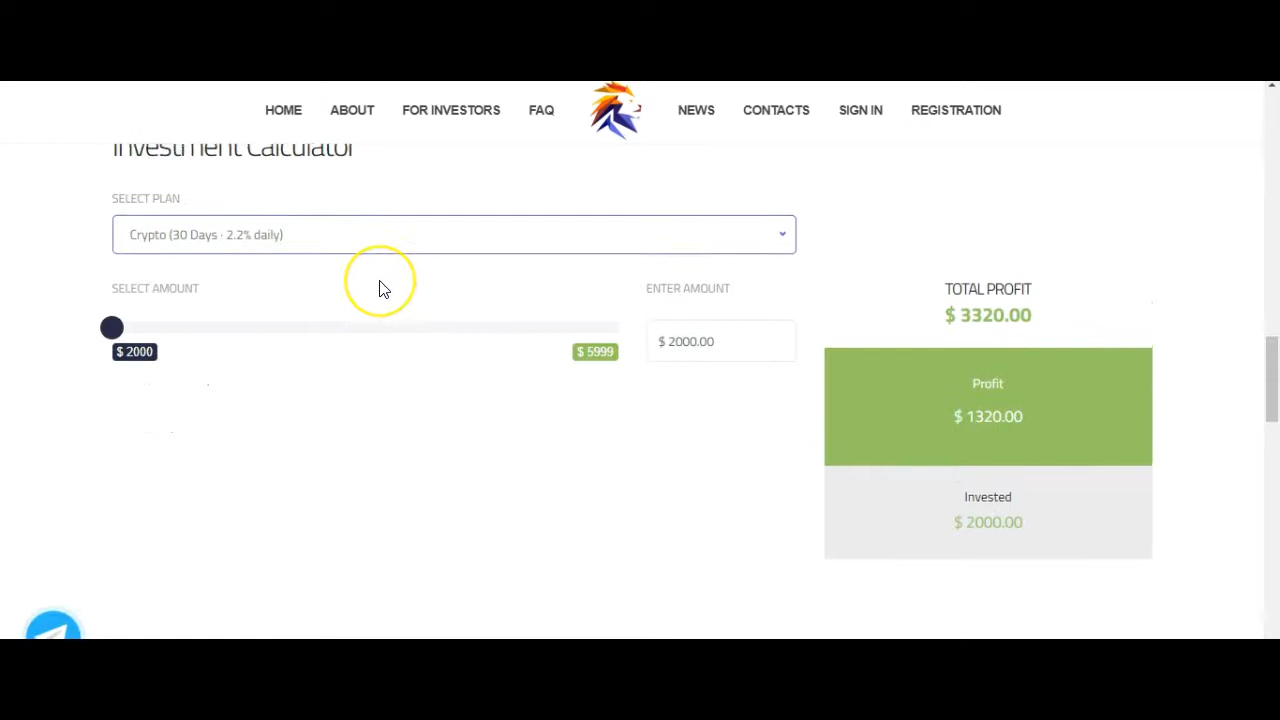 HOME ABOUT FOR INVESTORS FAQ NEWS CONTACTS SIGN IN REGISTRATION
Investment Calculator
SELECT PLAN
Crypto (30 Days · 2.2% daily)
SELECT AMOUNT
$ 2000 $ 5999
ENTER AMOUNT
$ 2000.00
TOTAL PROFIT
$ 3320.00
Profit
$ 1320.00
Invested
$ 2000.00